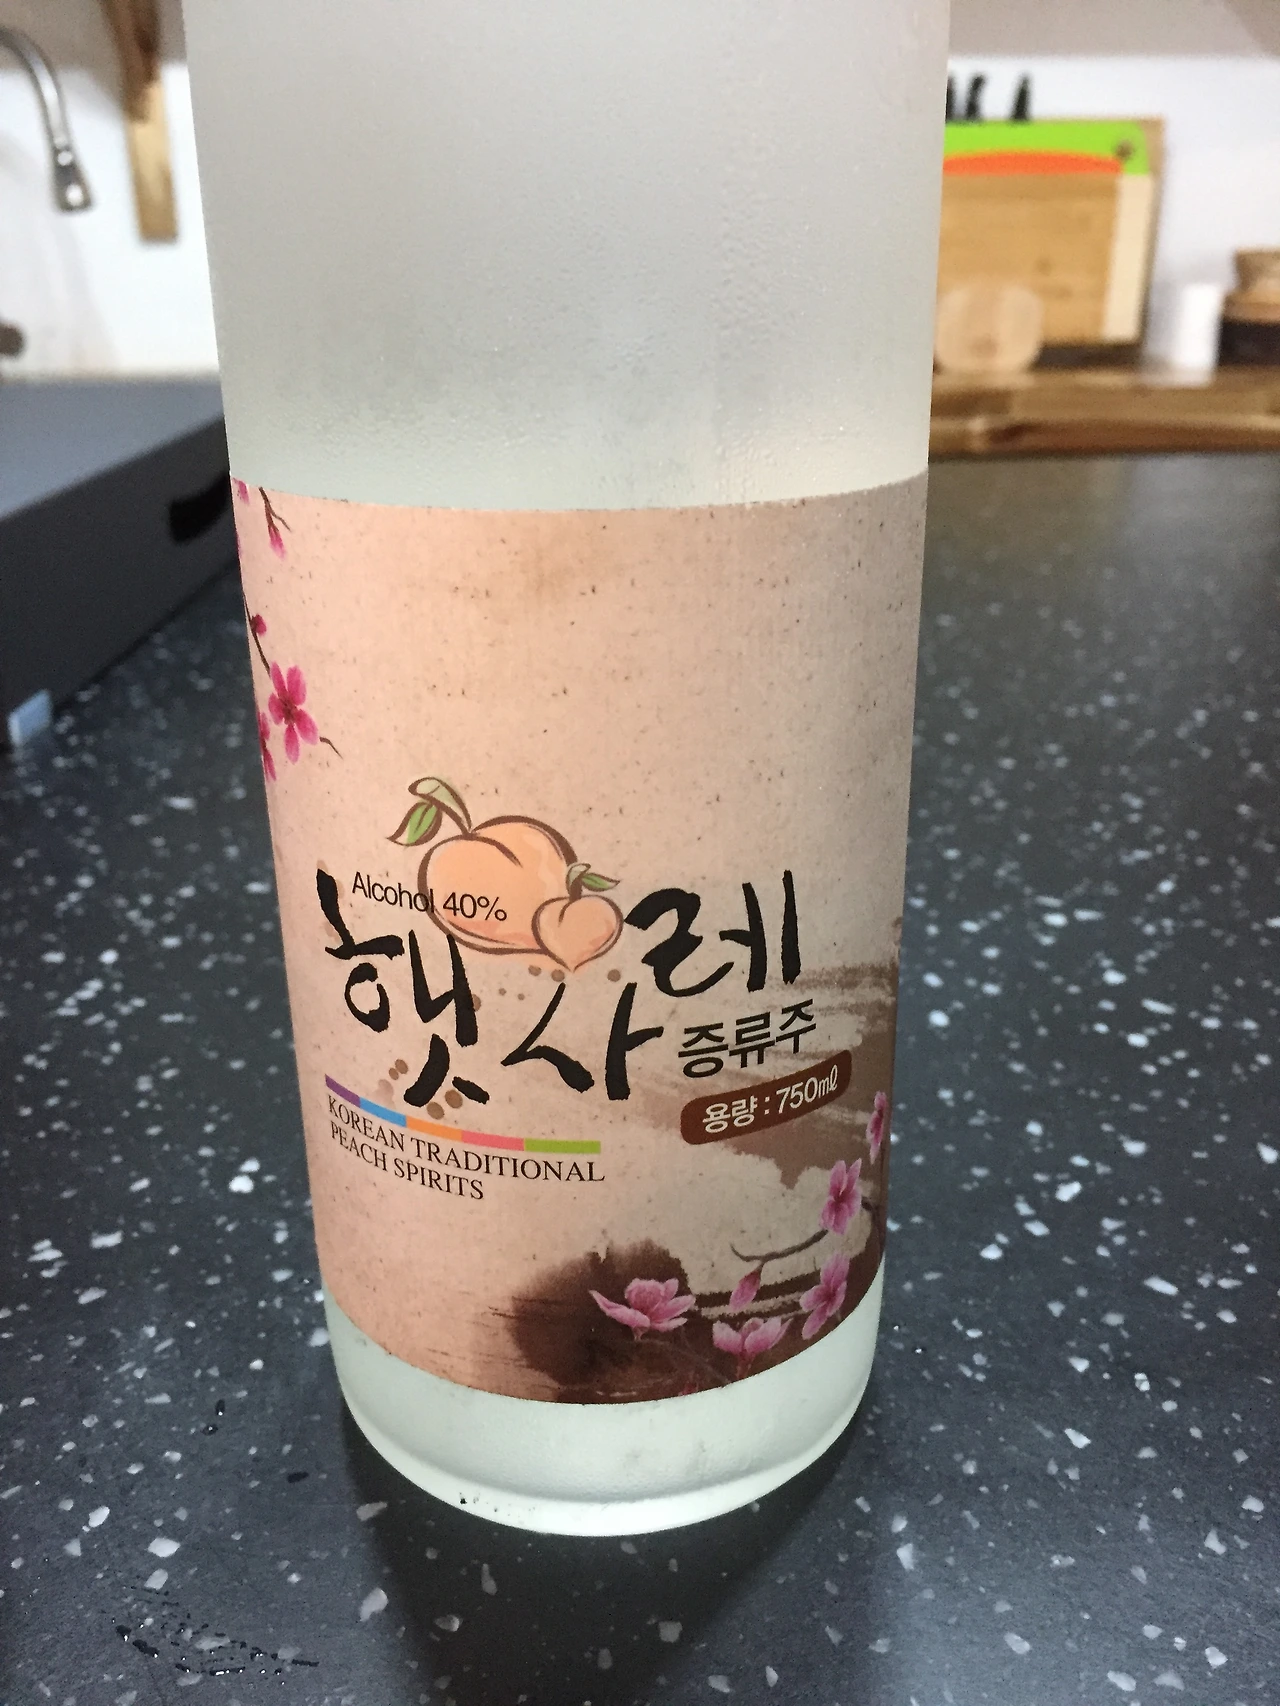 Alcohol 40%
햇사레
증류주
용량 : 750㎖
KOREAN TRADITIONAL
PEACH SPIRITS